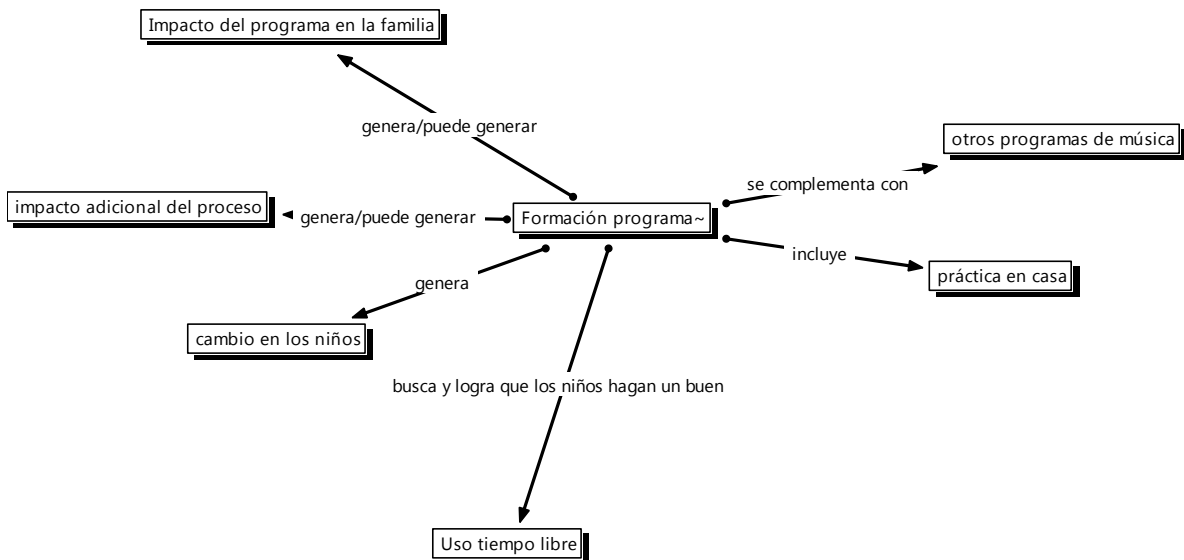 Impacto del programa en la familia
genera/puede generar
otros programas de música
se complementa con
impacto adicional del proceso
genera/puede generar
Formación programa~
incluye
práctica en casa
genera
cambio en los niños
busca y logra que los niños hagan un buen
Uso tiempo libre